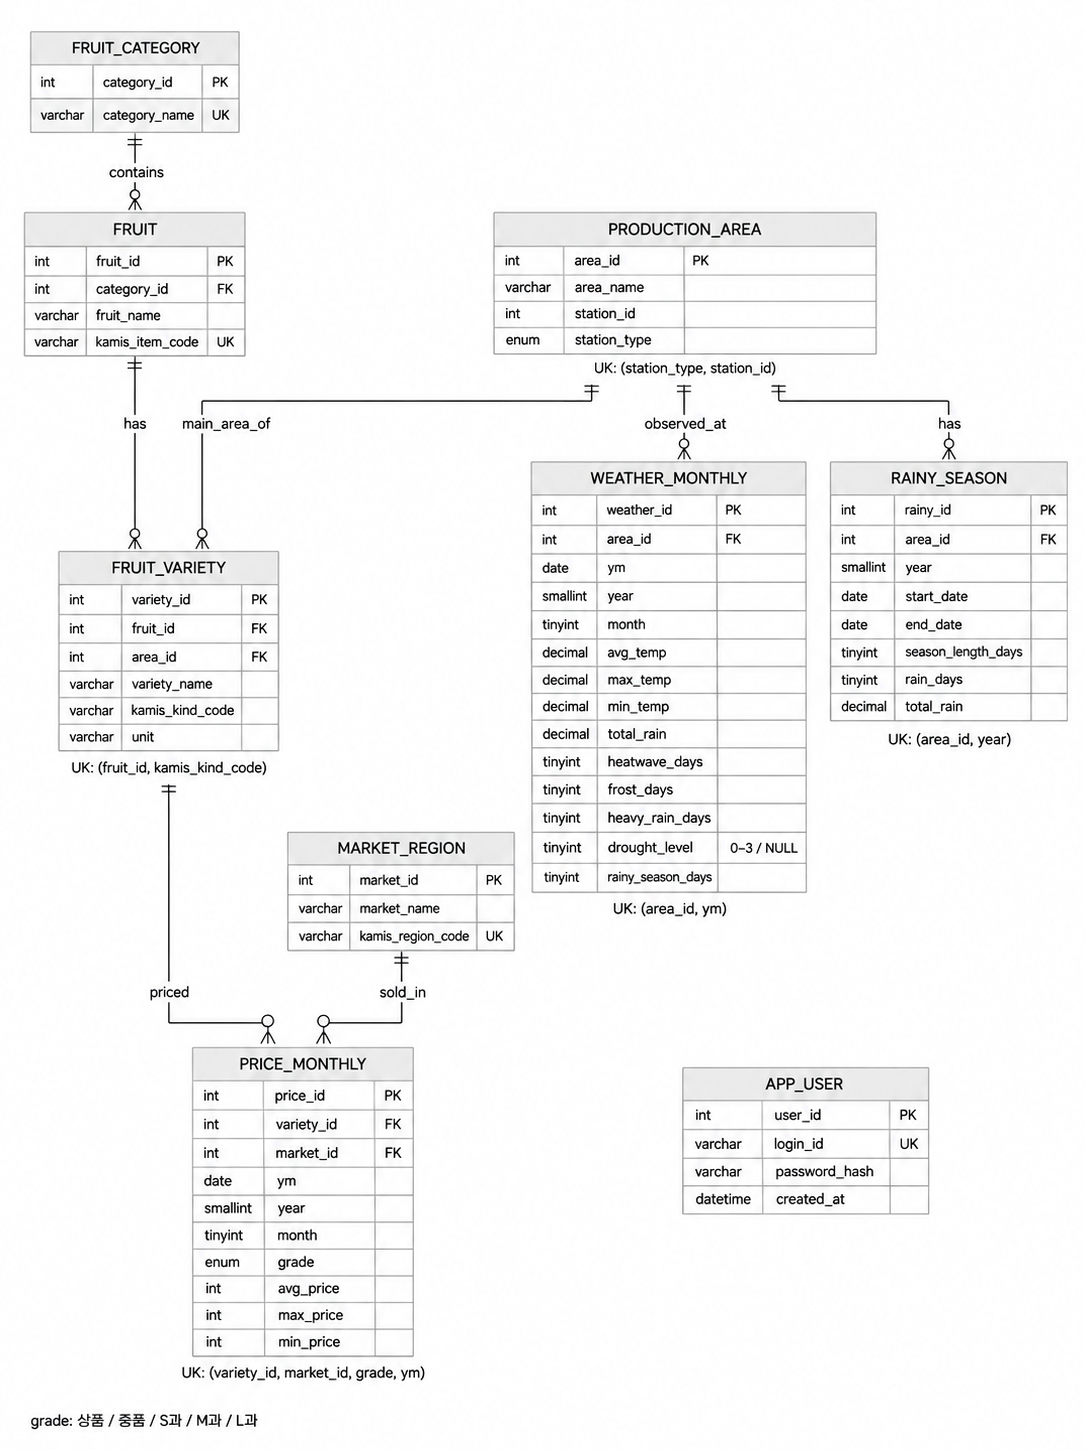 FRUIT_CATEGORY
int category_id PK
varchar category_name UK
contains
FRUIT
int fruit_id PK
int category_id FK
varchar fruit_name
varchar kamis_item_code UK
PRODUCTION_AREA
int area_id PK
varchar area_name
int station_id
enum station_type
UK: (station_type, station_id)
has
main_area_of
observed_at
has
WEATHER_MONTHLY
int weather_id PK
int area_id FK
date ym
smallint year
tinyint month
decimal avg_temp
decimal max_temp
decimal min_temp
decimal total_rain
tinyint heatwave_days
tinyint frost_days
tinyint heavy_rain_days
tinyint drought_level 0–3 / NULL
tinyint rainy_season_days
UK: (area_id, ym)
RAINY_SEASON
int rainy_id PK
int area_id FK
smallint year
date start_date
date end_date
tinyint season_length_days
tinyint rain_days
decimal total_rain
UK: (area_id, year)
FRUIT_VARIETY
int variety_id PK
int fruit_id FK
int area_id FK
varchar variety_name
varchar kamis_kind_code
varchar unit
UK: (fruit_id, kamis_kind_code)
MARKET_REGION
int market_id PK
varchar market_name
varchar kamis_region_code UK
priced
sold_in
PRICE_MONTHLY
int price_id PK
int variety_id FK
int market_id FK
date ym
smallint year
tinyint month
enum grade
int avg_price
int max_price
int min_price
UK: (variety_id, market_id, grade, ym)
APP_USER
int user_id PK
varchar login_id UK
varchar password_hash
datetime created_at
grade: 상품 / 중품 / S과 / M과 / L과